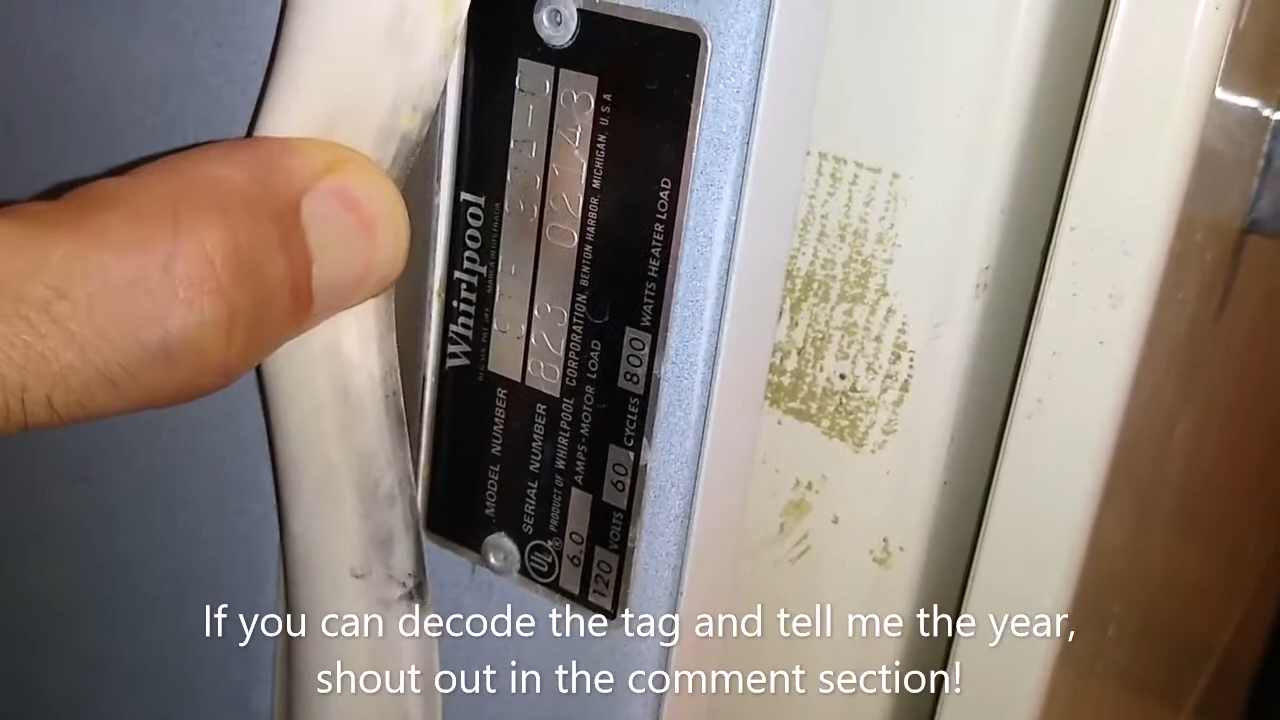 Whirlpool
MODEL NUMBER
SERIAL NUMBER 823 02143
UL ® PRODUCT OF WHIRLPOOL CORPORATION, BENTON HARBOR, MICHIGAN, U.S.A
6.0 AMPS-MOTOR LOAD
120 VOLTS 60 CYCLES 800 WATTS HEATER LOAD
If you can decode the tag and tell me the year,
shout out in the comment section!